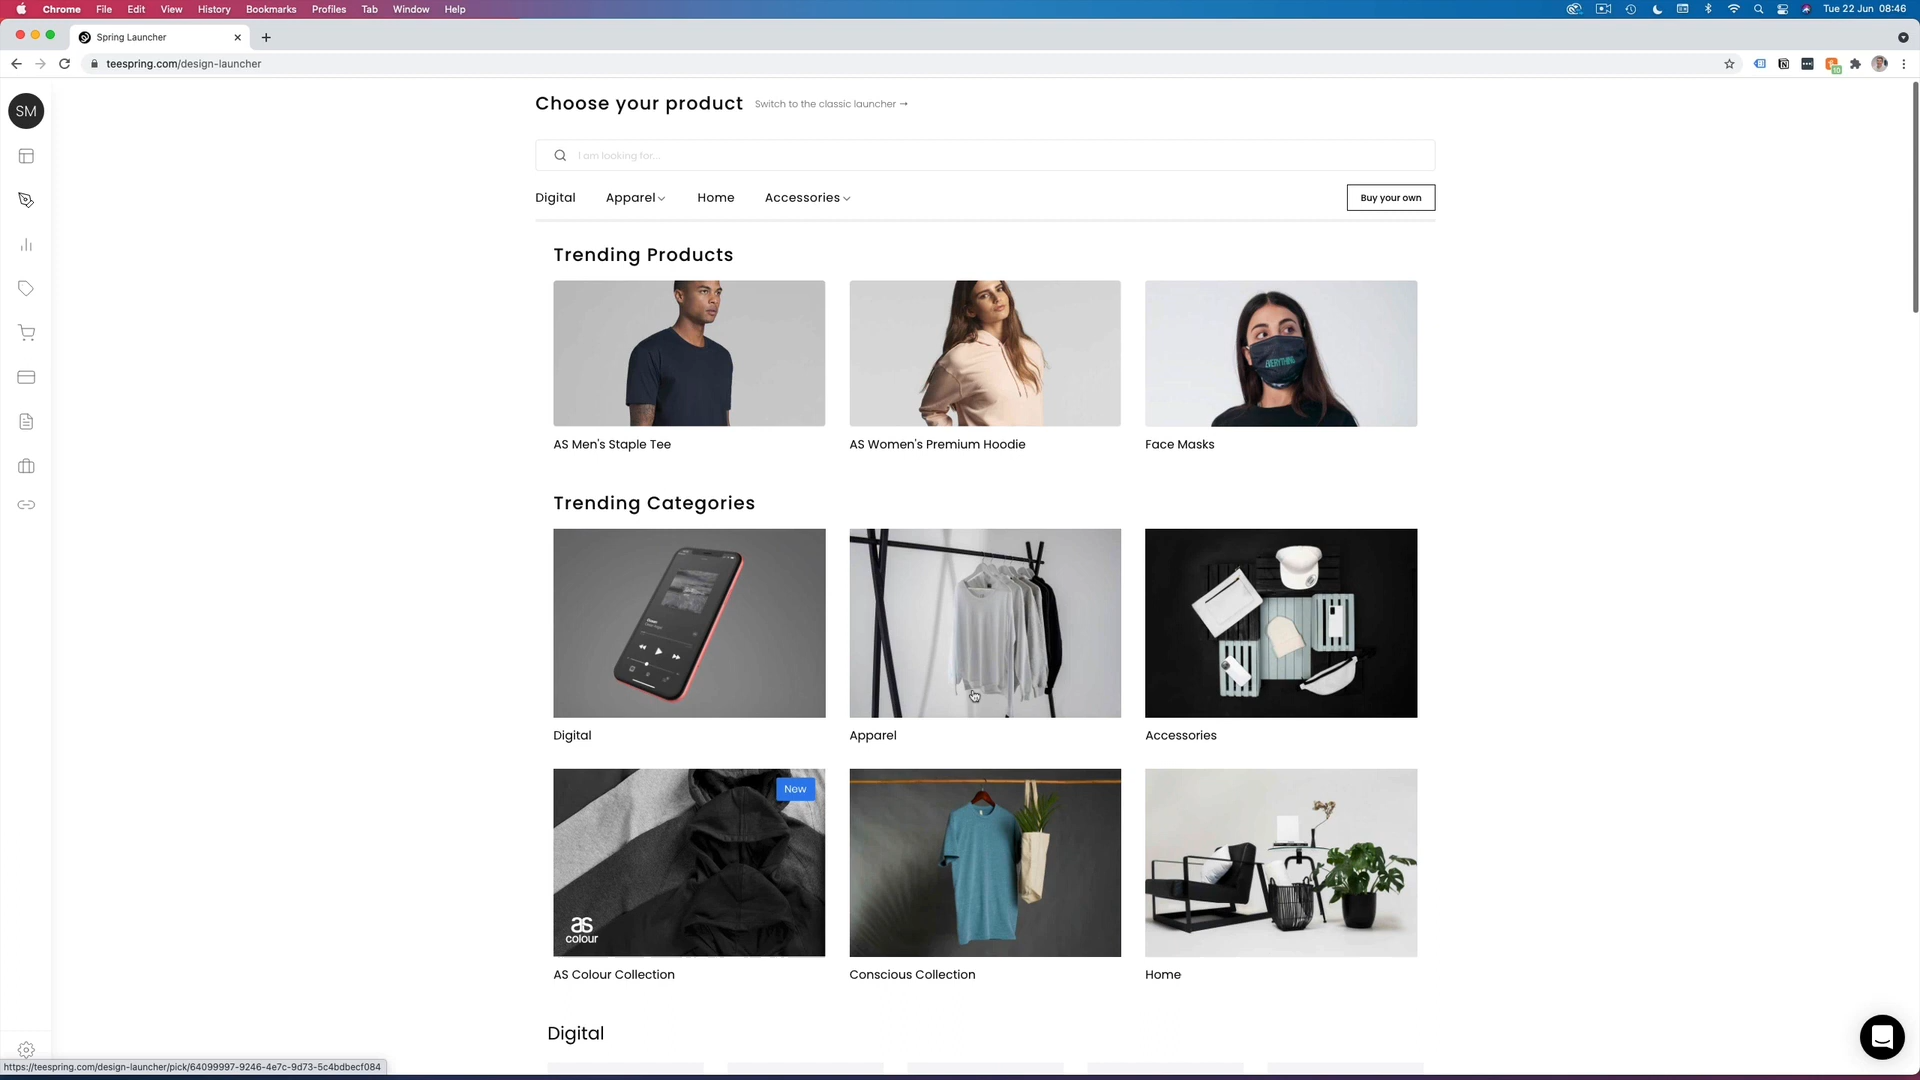 Chrome File Edit View History Bookmarks Profiles Tab Window Help Tue 22 Jun 08:46
Spring Launcher
teespring.com/design-launcher
10
SM
Choose your product Switch to the classic launcher →
I am looking for...
Digital Apparel Home Accessories Buy your own
Trending Products
EVERYTHING
AS Men's Staple Tee AS Women's Premium Hoodie Face Masks
Trending Categories
Digital Apparel Accessories
New
as
colour
AS Colour Collection Conscious Collection Home
Digital
https://teespring.com/design-launcher/pick/64099997-9246-4e7c-9d73-5c4bdbecf084